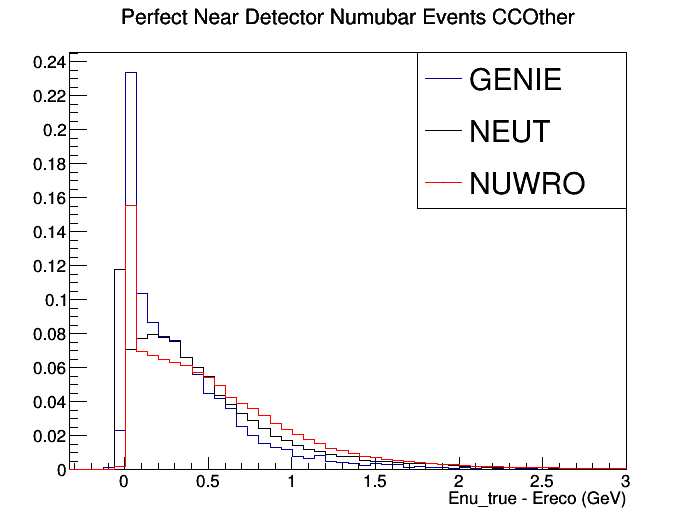 Perfect Near Detector Numubar Events CCOther
GENIE
NEUT
NUWRO
0.24
0.22
0.2
0.18
0.16
0.14
0.12
0.1
0.08
0.06
0.04
0.02
0
0 0.5 1 1.5 2 2.5 3
Enu_true - Ereco (GeV)